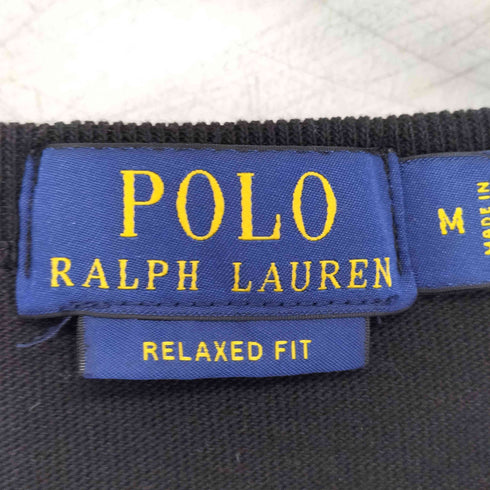 POLO
RALPH LAUREN
RELAXED FIT
M
MADE IN